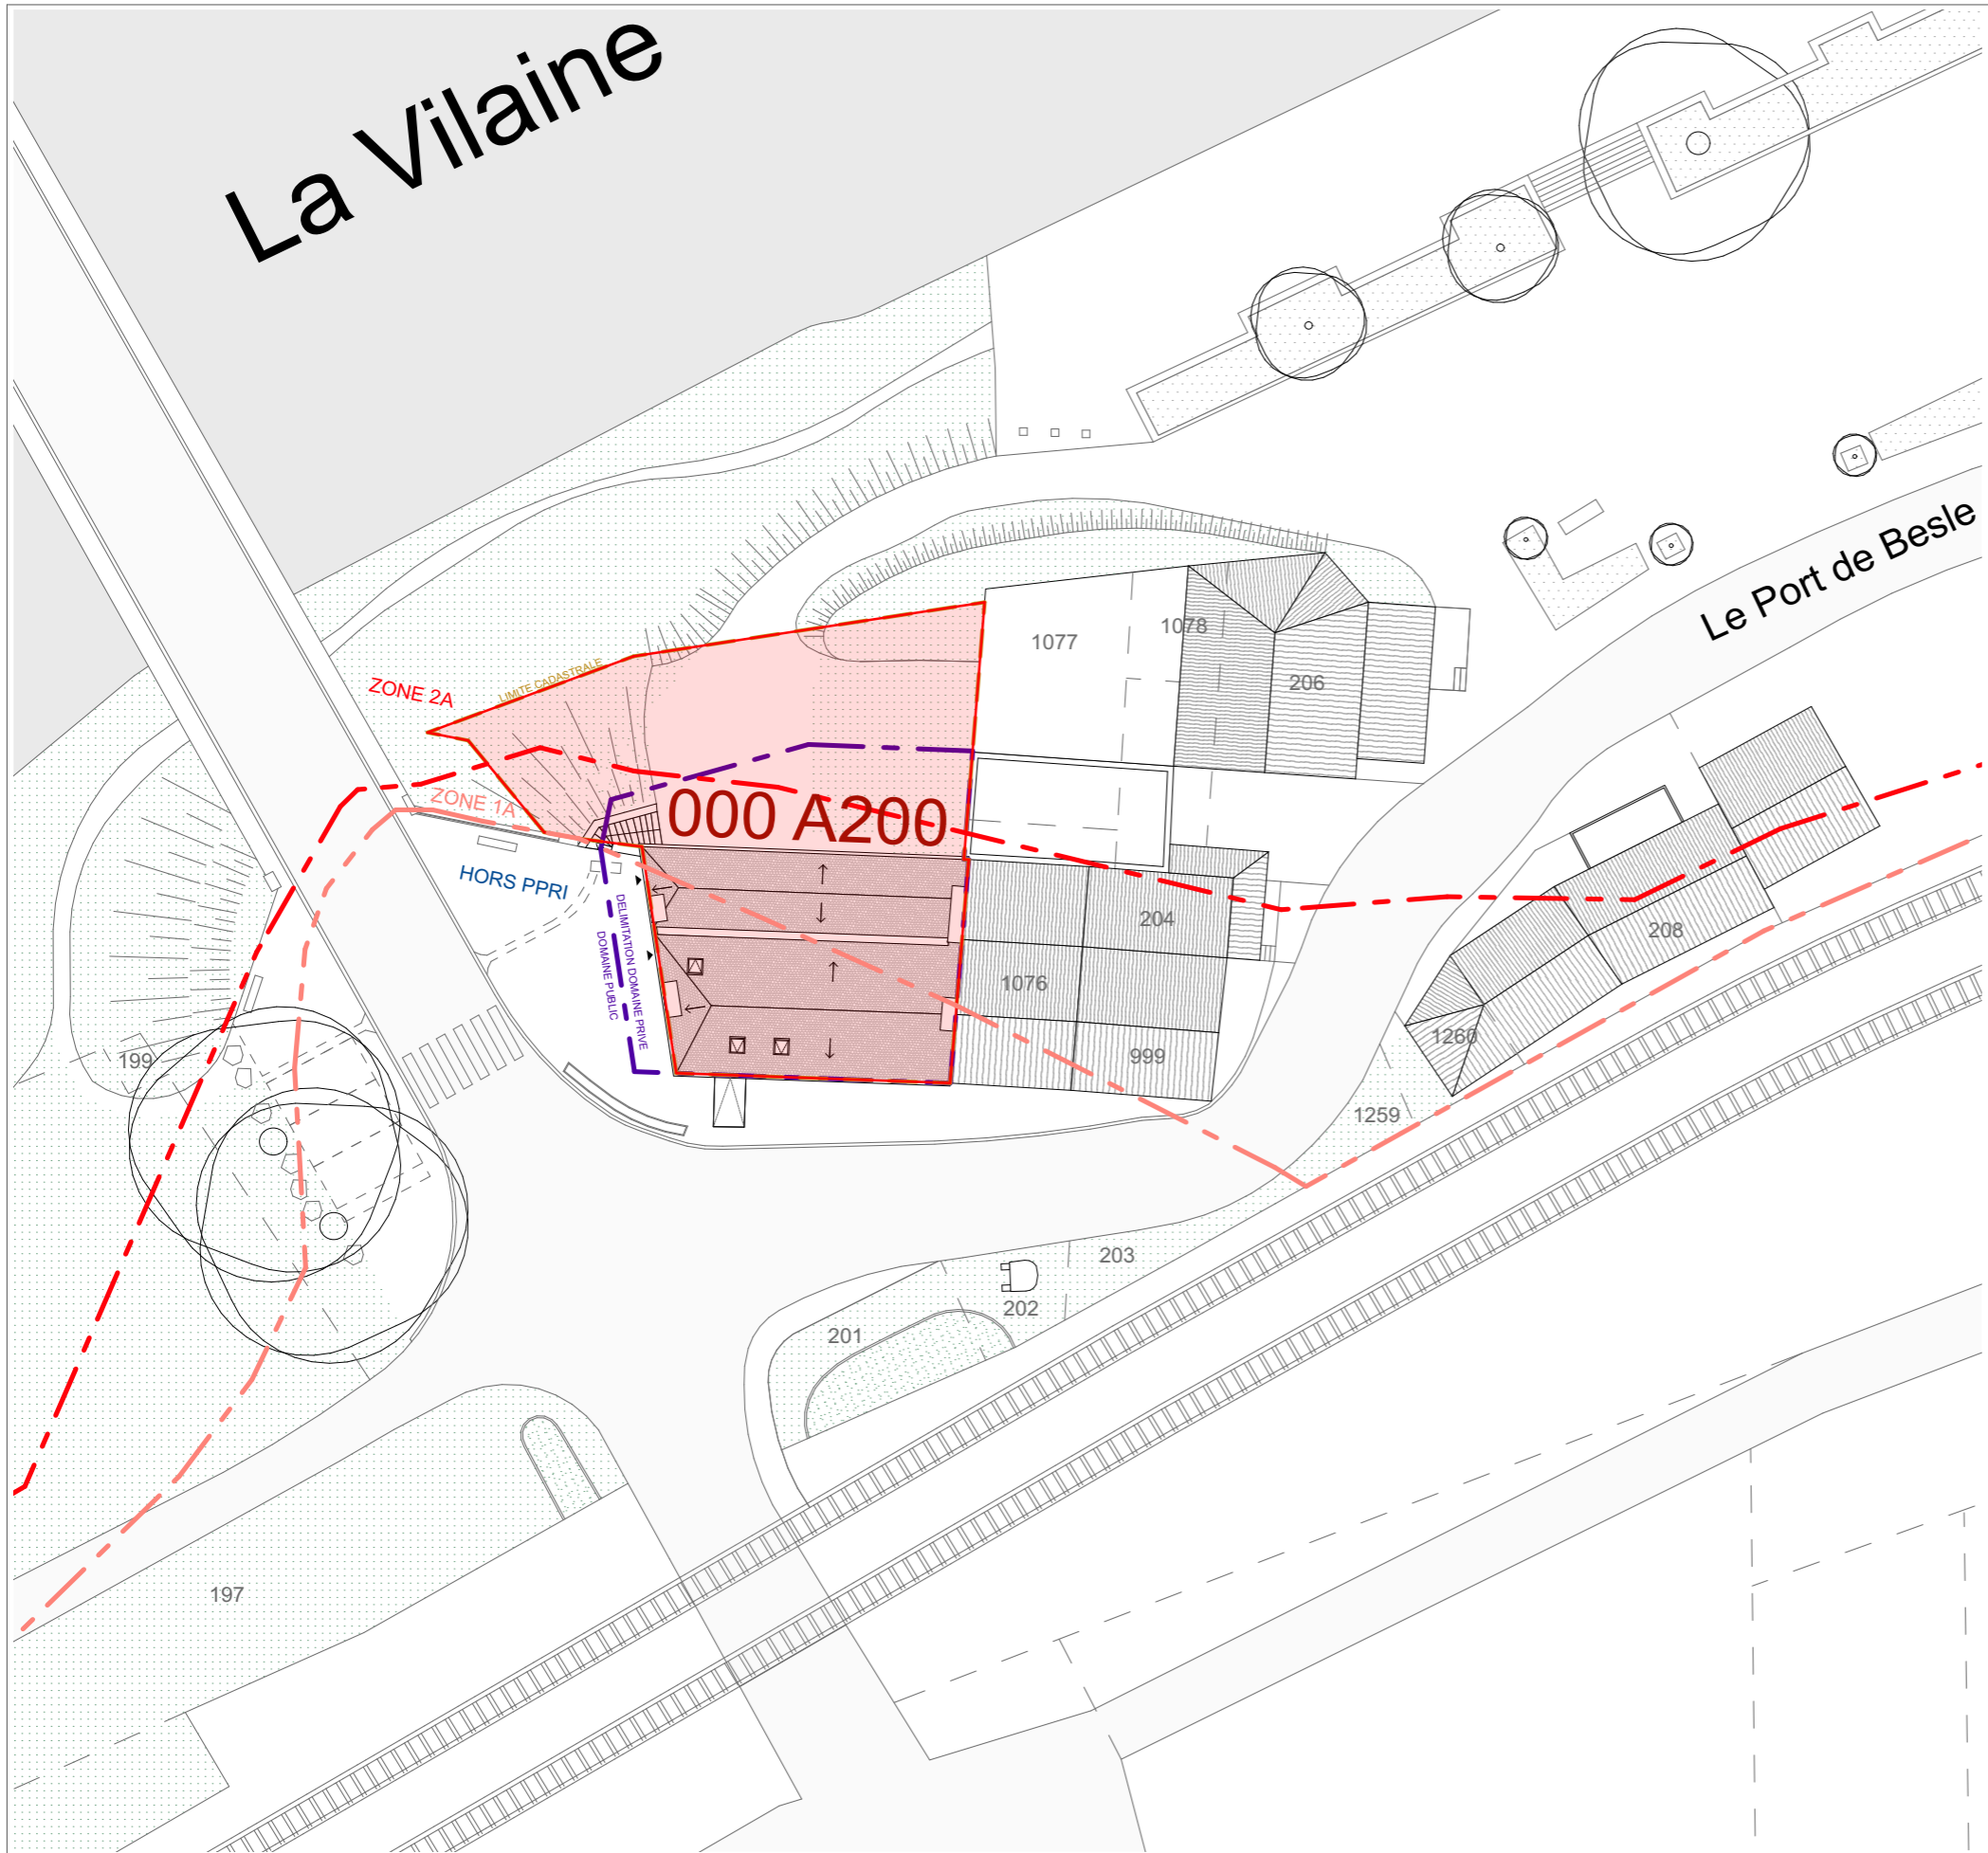 La Vilaine
Le Port de Besle
1077
1078
206
ZONE 2A
LIMITE CADASTRALE
ZONE 1A
000 A200
HORS PPRI
DELIMITATION DOMAINE PRIVE
DOMAINE PUBLIC
204
208
1076
1260
999
199
1259
203
202
201
197